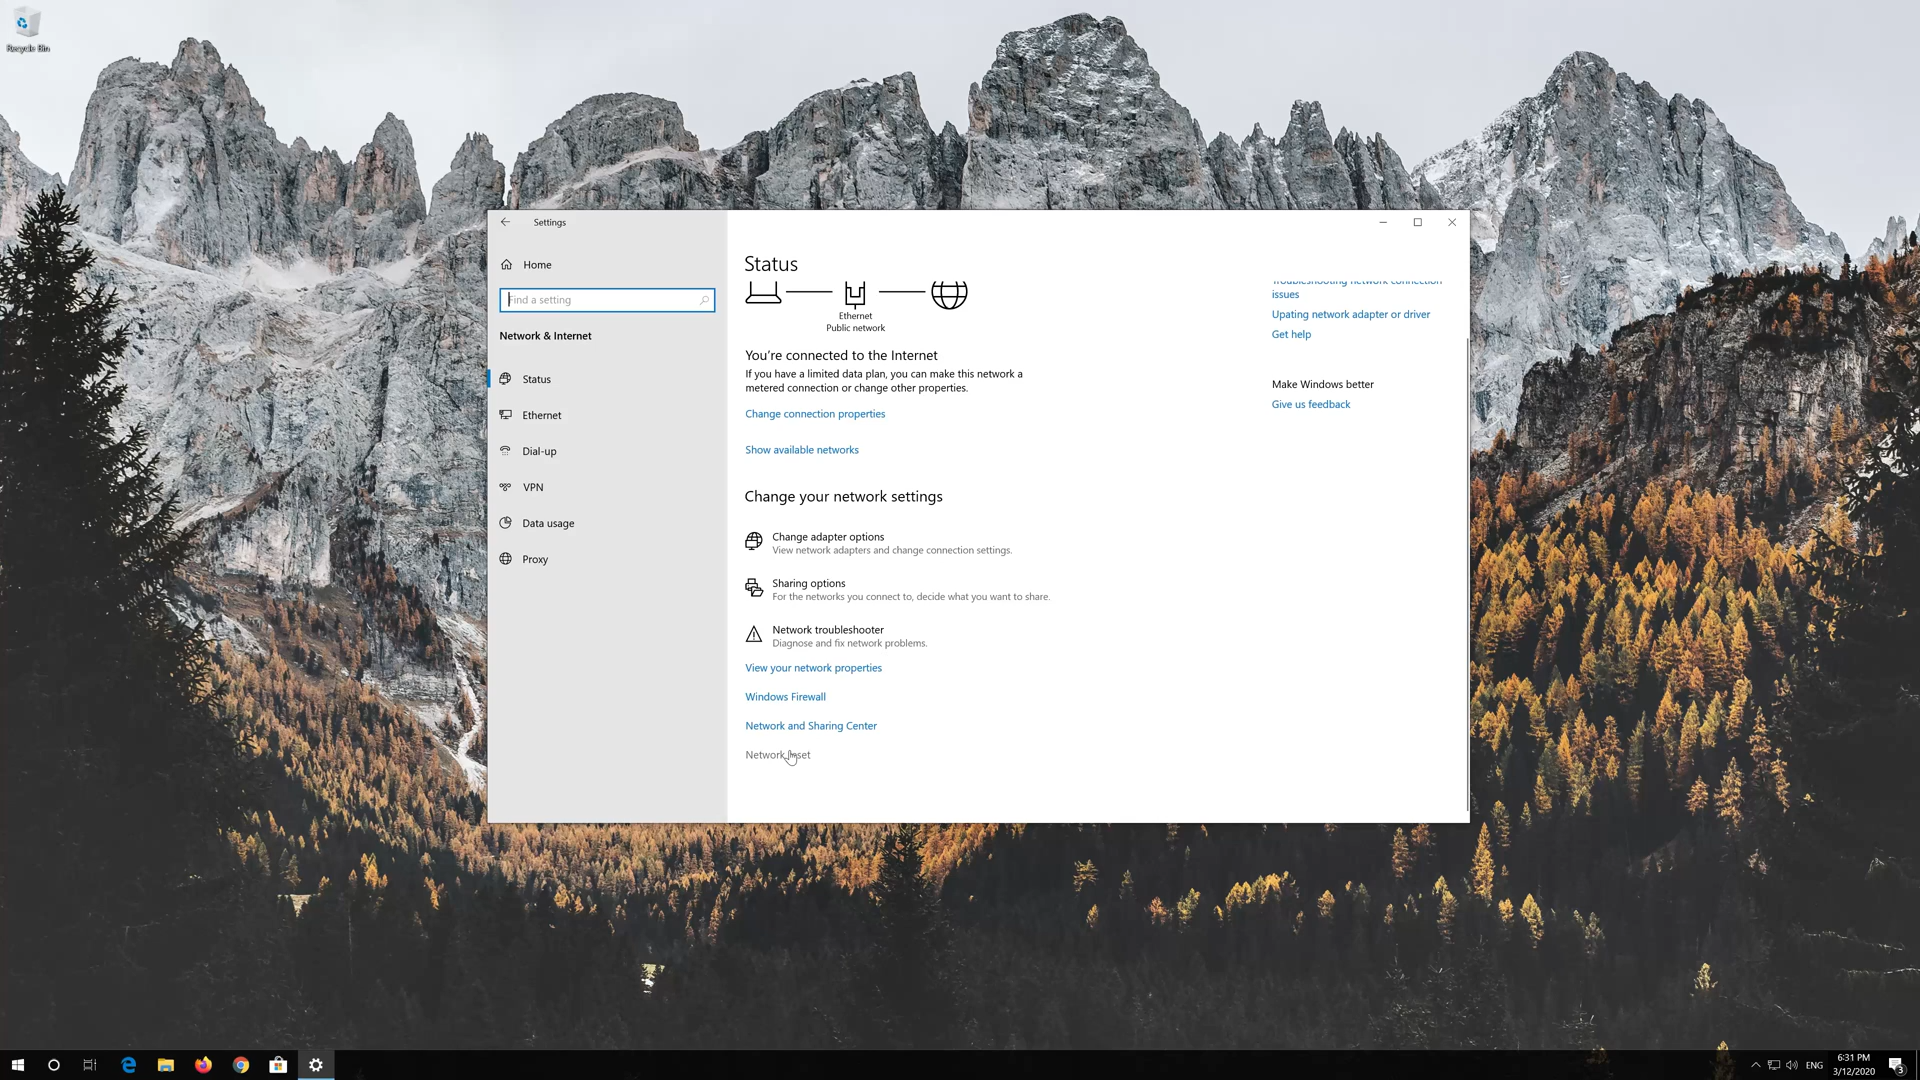 Recycle Bin
Settings
Home
Find a setting
Network & Internet
Status
Ethernet
Dial-up
VPN
Data usage
Proxy
Status
Ethernet
Public network
You're connected to the Internet
If you have a limited data plan, you can make this network a
metered connection or change other properties.
Change connection properties
Show available networks
Change your network settings
Change adapter options
View network adapters and change connection settings.
Sharing options
For the networks you connect to, decide what you want to share.
Network troubleshooter
Diagnose and fix network problems.
View your network properties
Windows Firewall
Network and Sharing Center
Network reset
Troubleshooting network connection
issues
Upating network adapter or driver
Get help
Make Windows better
Give us feedback
ENG
6:31 PM
3/12/2020
3